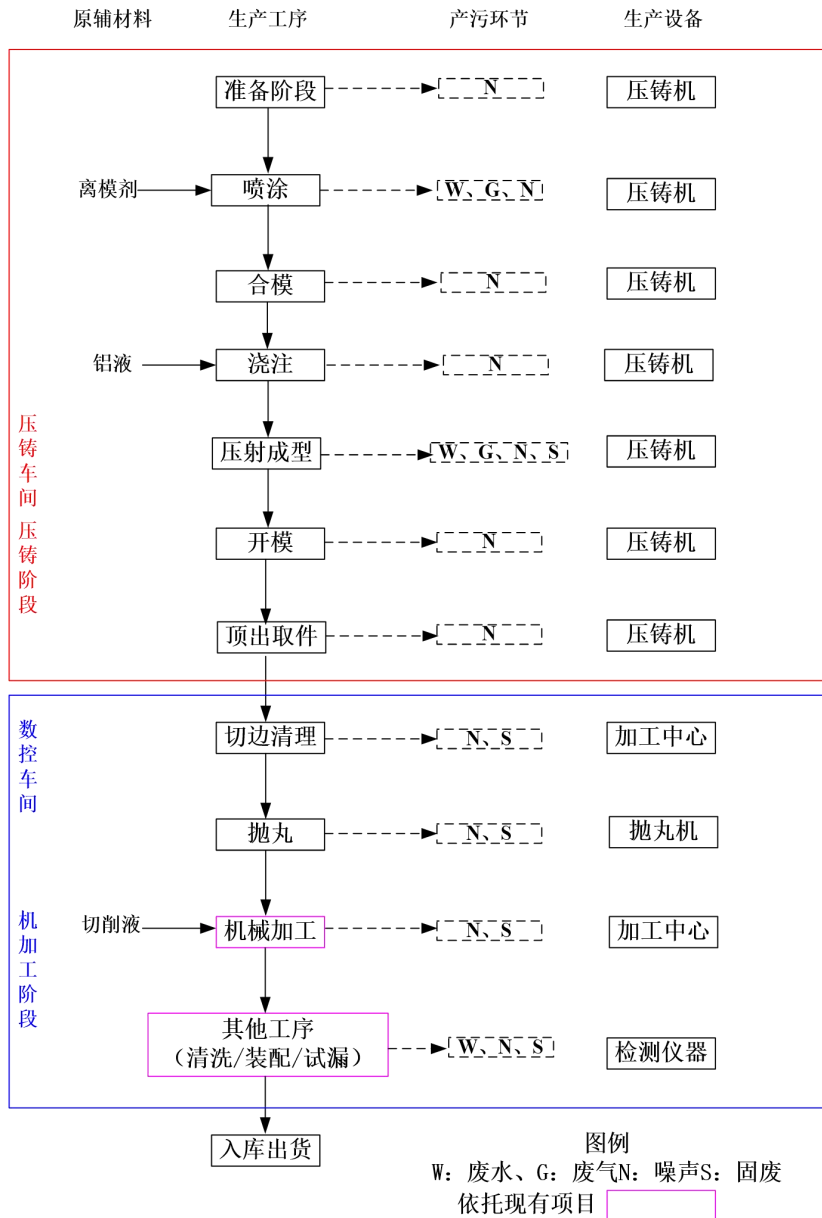 原辅材料 生产工序 产污环节 生产设备
准备阶段 N 压铸机
离模剂 喷涂 W、G、N 压铸机
合模 N 压铸机
铝液 浇注 N 压铸机
压射成型 W、G、N、S 压铸机
开模 N 压铸机
顶出取件 N 压铸机
压铸车间
压铸阶段
切边清理 N、S 加工中心
抛丸 N、S 抛丸机
切削液 机械加工 N、S 加工中心
其他工序
（清洗/装配/试漏） W、N、S 检测仪器
数控车间
机加工阶段
入库出货
图例
W：废水、G：废气N：噪声S：固废
依托现有项目